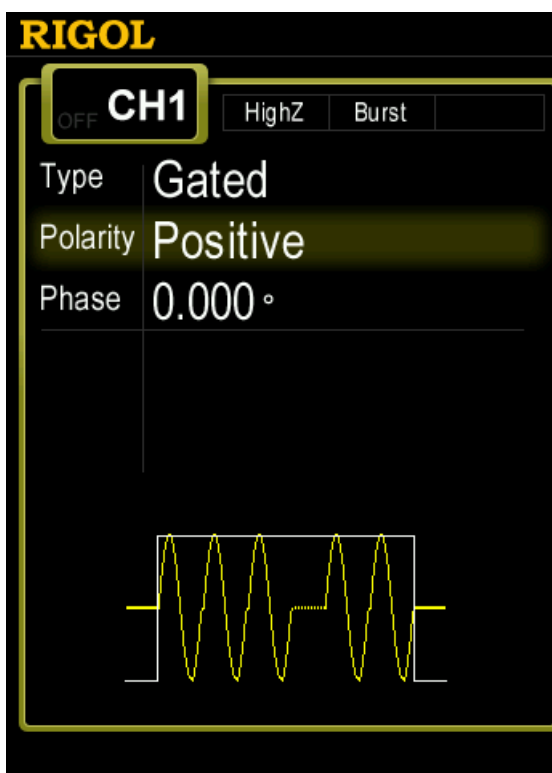 RIGOL
OFF CH1 HighZ Burst
Type Gated
Polarity Positive
Phase 0.000°